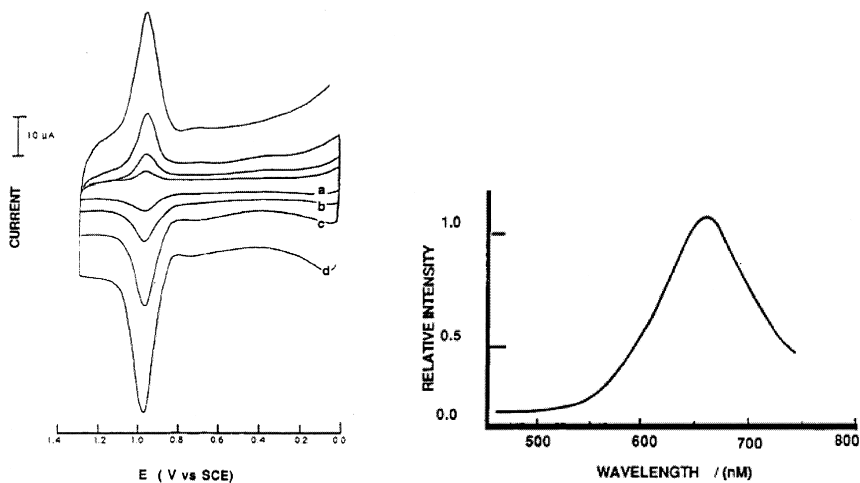 10 µA
CURRENT
a
b
c
d
1.4 1.2 1.0 0.8 0.6 0.4 0.2 0.0
E ( V vs SCE)
RELATIVE INTENSITY
1.0
0.5
0.0
500 600 700 800
WAVELENGTH / (nM)